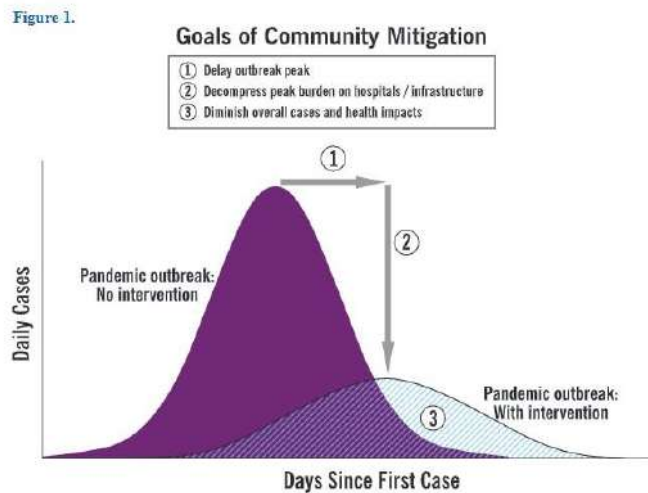 Figure 1.
Goals of Community Mitigation
① Delay outbreak peak
② Decompress peak burden on hospitals / infrastructure
③ Diminish overall cases and health impacts
①
②
Pandemic outbreak:
No intervention
Daily Cases
Pandemic outbreak:
With intervention
③
Days Since First Case